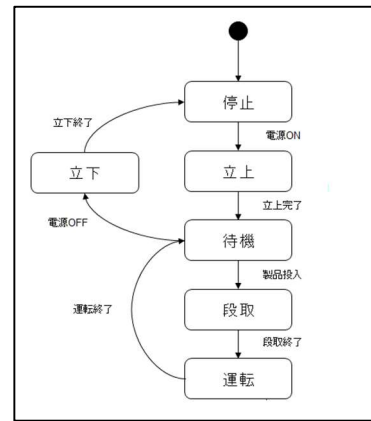 停止
電源ON
立下終了
立下
立上
立上完了
電源OFF
待機
製品投入
運転終了
段取
段取終了
運転